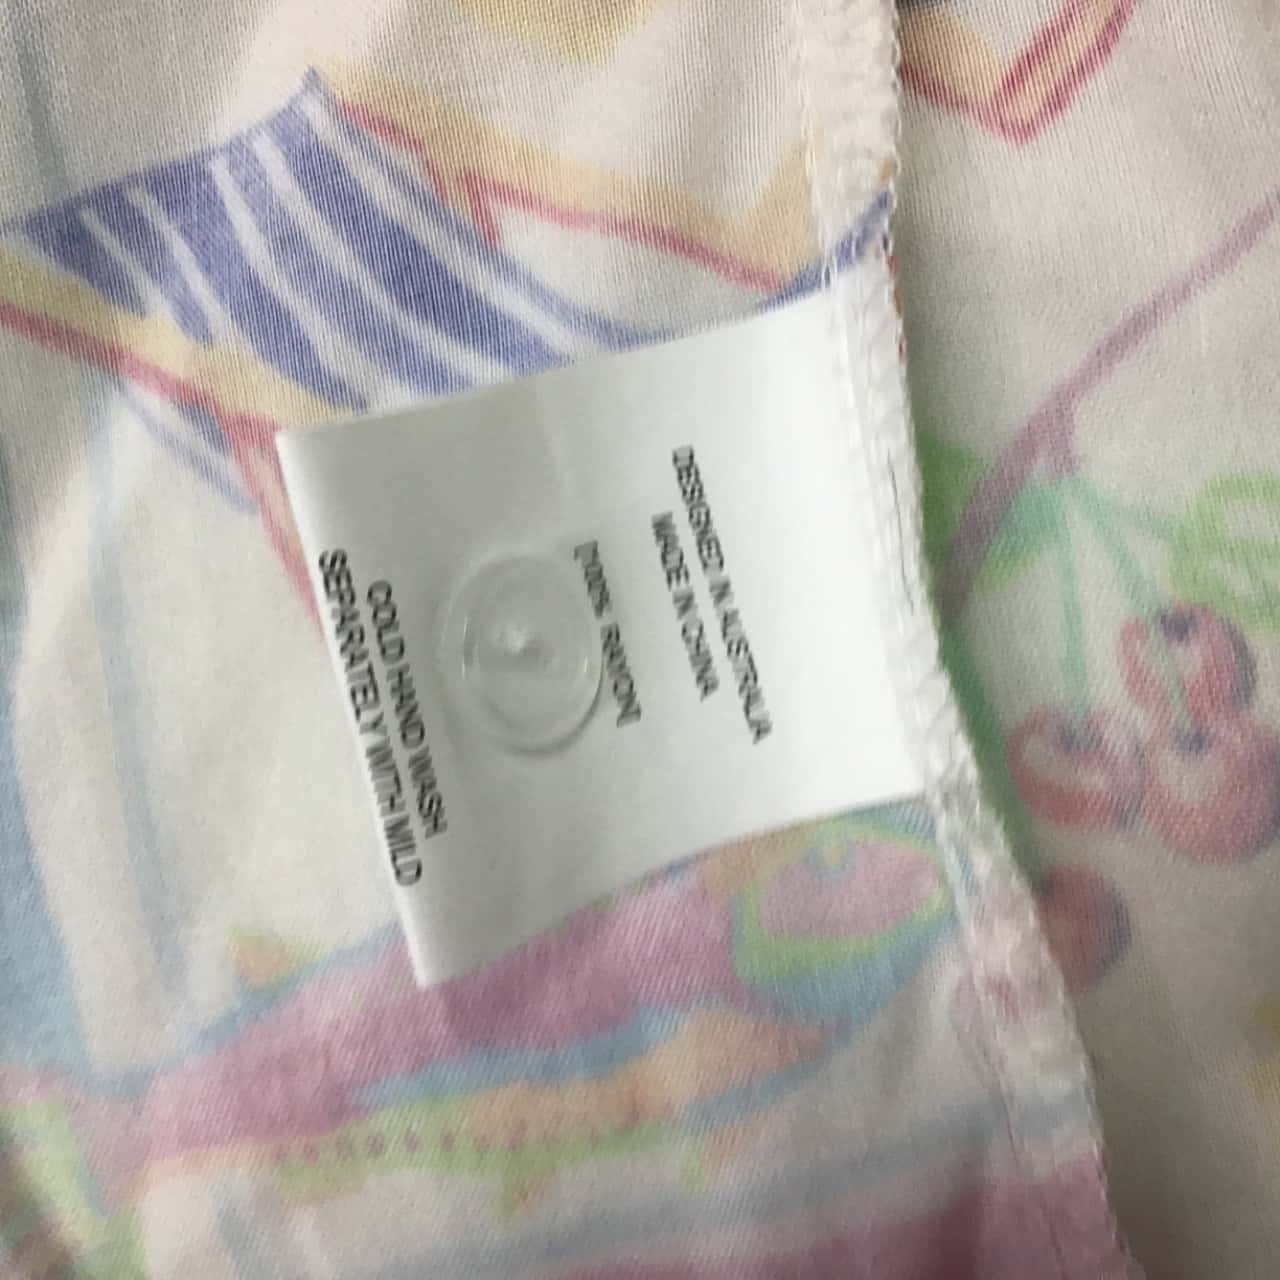 DESIGNED IN AUSTRALIA
MADE IN CHINA
[100% RAYON]
COLD HAND WASH
SEPARATELY WITH MILD